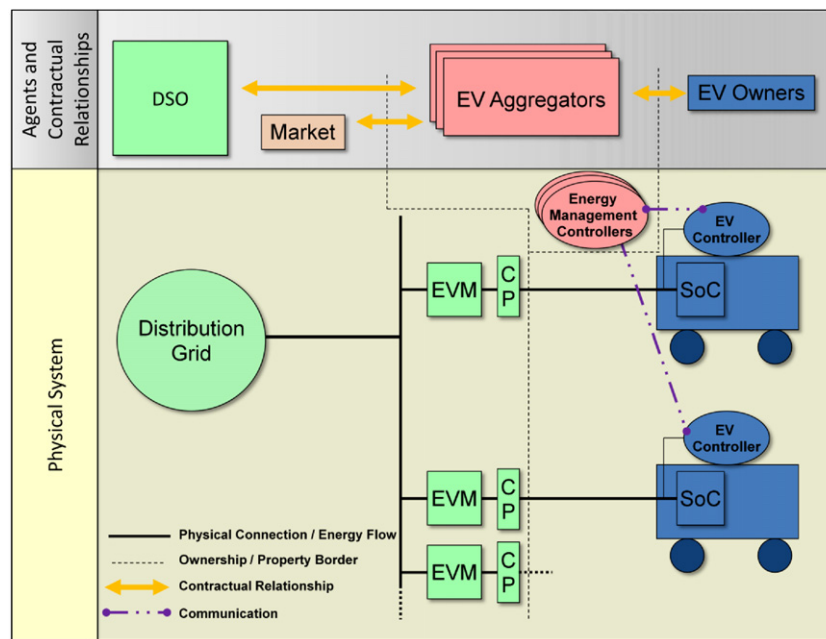 Agents and
Contractual
Relationships
DSO
Market
EV Aggregators
EV Owners
Physical System
Distribution
Grid
Energy
Management
Controllers
EV
Controller
EVM
C
P
SoC
EV
Controller
EVM
C
P
SoC
EVM
C
P
Physical Connection / Energy Flow
Ownership / Property Border
Contractual Relationship
Communication